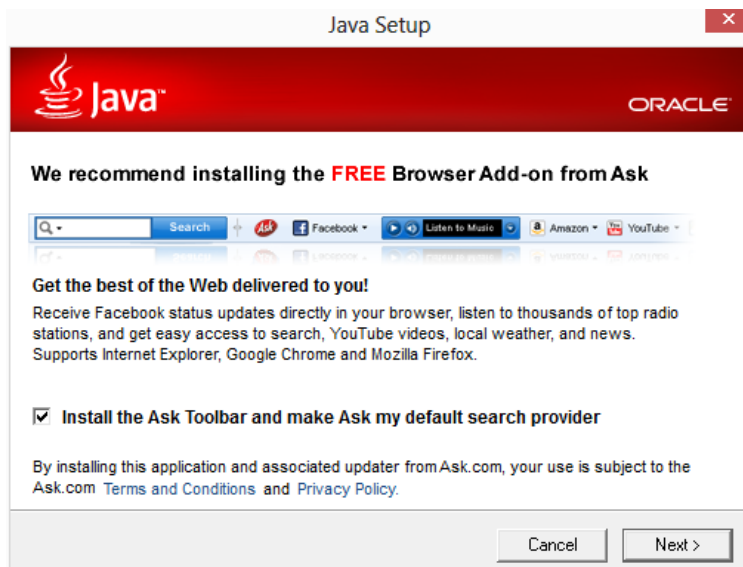 Java Setup
Java™
ORACLE
We recommend installing the FREE Browser Add-on from Ask
Search Ask Facebook Listen to Music Amazon YouTube
Get the best of the Web delivered to you!
Receive Facebook status updates directly in your browser, listen to thousands of top radio
stations, and get easy access to search, YouTube videos, local weather, and news.
Supports Internet Explorer, Google Chrome and Mozilla Firefox.
Install the Ask Toolbar and make Ask my default search provider
By installing this application and associated updater from Ask.com, your use is subject to the
Ask.com Terms and Conditions and Privacy Policy.
Cancel Next >